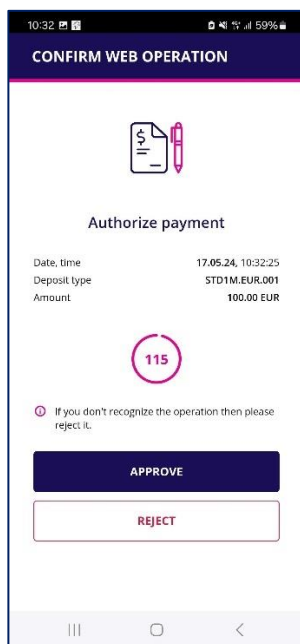 10:32 59%
CONFIRM WEB OPERATION
$
Authorize payment
Date, time 17.05.24, 10:32:25
Deposit type STD1M.EUR.001
Amount 100.00 EUR
115
If you don't recognize the operation then please
reject it.
APPROVE
REJECT